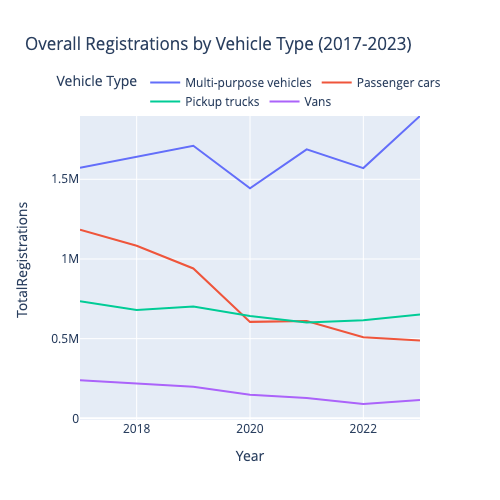 Overall Registrations by Vehicle Type (2017-2023)
Vehicle Type
Multi-purpose vehicles
Passenger cars
Pickup trucks
Vans
1.5M
1M
0.5M
0
TotalRegistrations
2018
2020
2022
Year